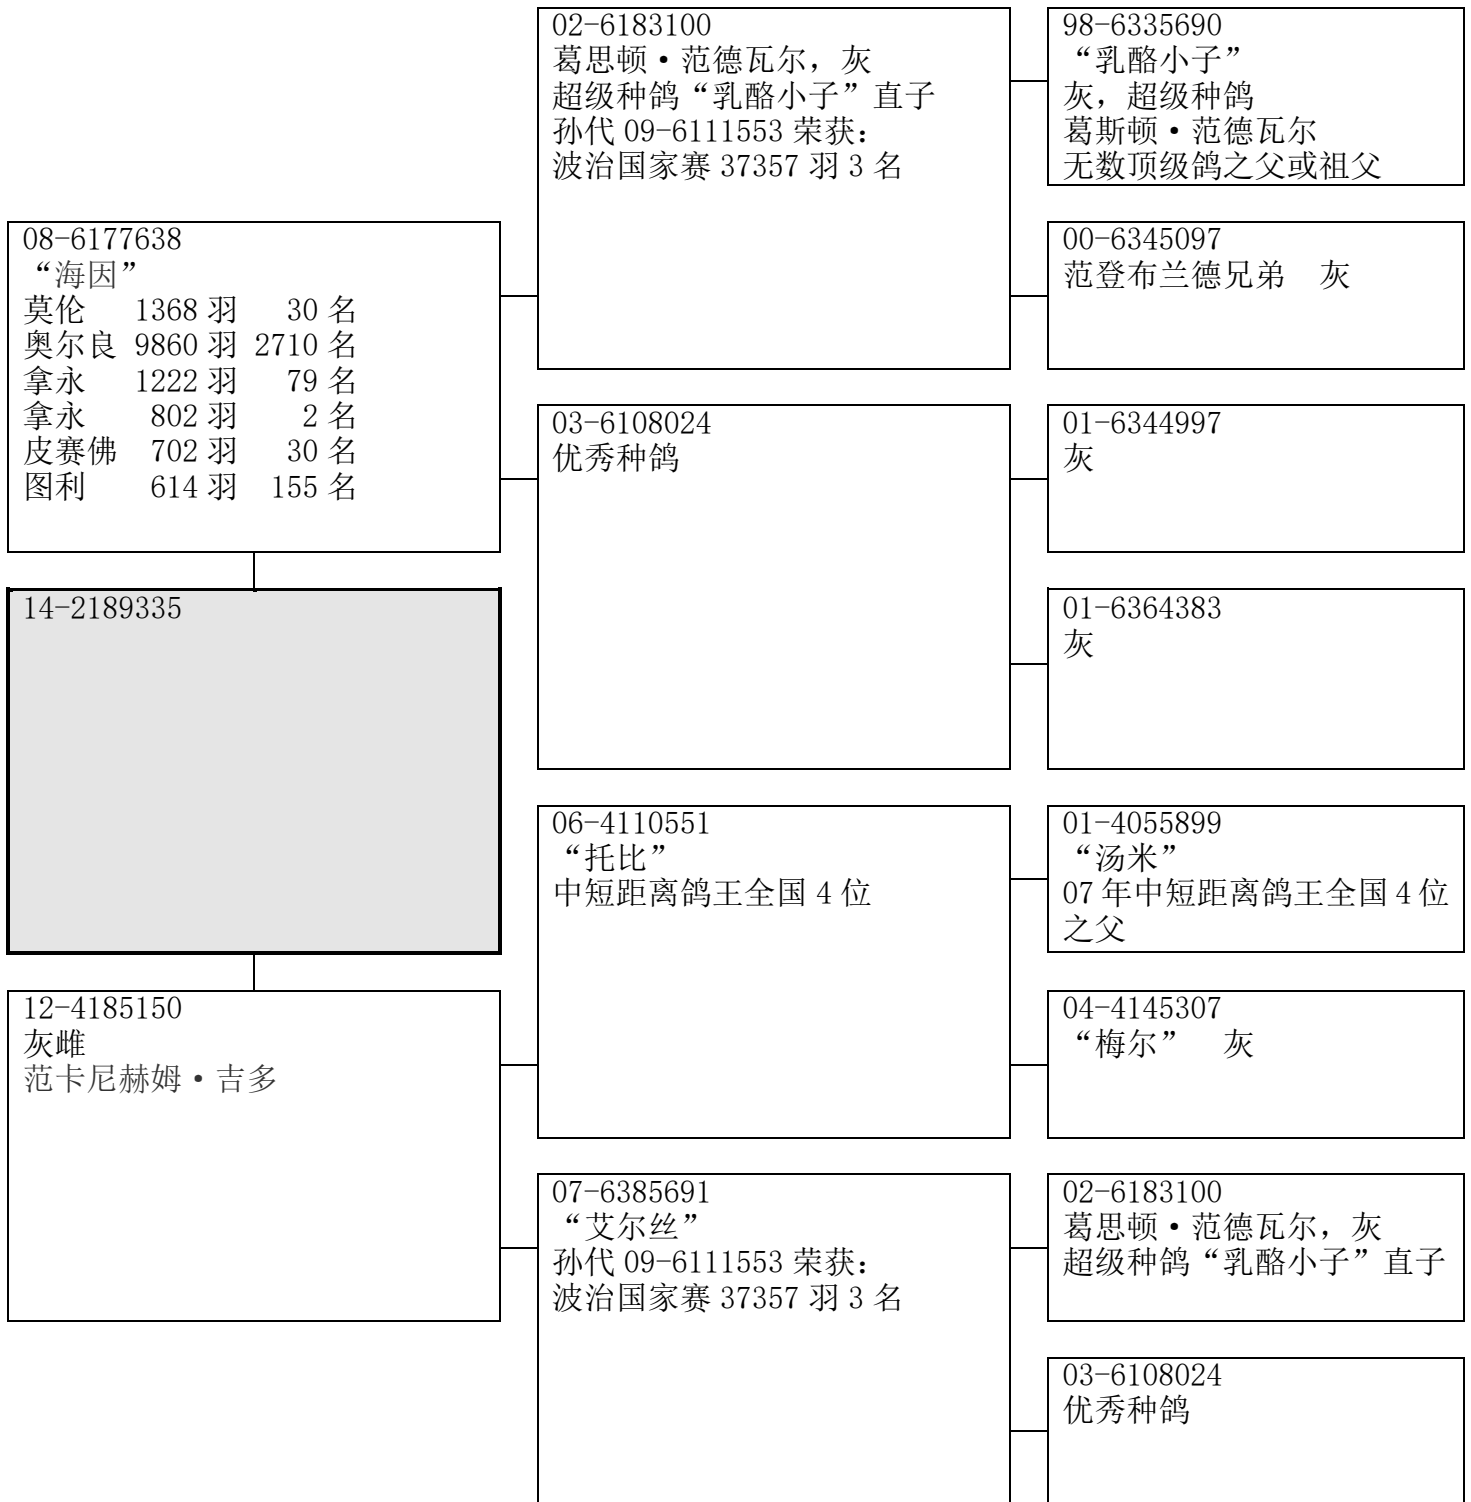 08-6177638
“海因”
莫伦 1368 羽 30 名
奥尔良 9860 羽 2710 名
拿永 1222 羽 79 名
拿永 802 羽 2 名
皮赛佛 702 羽 30 名
图利 614 羽 155 名
14-2189335
12-4185150
灰雌
范卡尼赫姆·吉多
02-6183100
葛思顿·范德瓦尔，灰
超级种鸽“乳酪小子”直子
孙代 09-6111553 荣获：
波治国家赛 37357 羽 3 名
03-6108024
优秀种鸽
06-4110551
“托比”
中短距离鸽王全国 4 位
07-6385691
“艾尔丝”
孙代 09-6111553 荣获：
波治国家赛 37357 羽 3 名
98-6335690
“乳酪小子”
灰，超级种鸽
葛斯顿·范德瓦尔
无数顶级鸽之父或祖父
00-6345097
范登布兰德兄弟 灰
01-6344997
灰
01-6364383
灰
01-4055899
“汤米”
07 年中短距离鸽王全国 4 位
之父
04-4145307
“梅尔” 灰
02-6183100
葛思顿·范德瓦尔，灰
超级种鸽“乳酪小子”直子
03-6108024
优秀种鸽